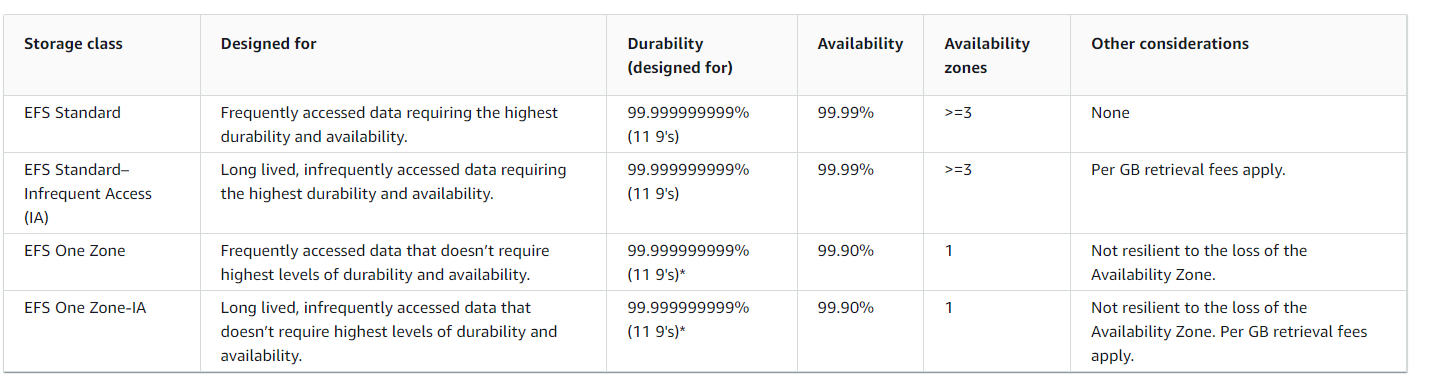 Storage class
Designed for
Durability
(designed for)
Availability
Availability
zones
Other considerations
EFS Standard
Frequently accessed data requiring the highest
durability and availability.
99.999999999%
(11 9's)
99.99%
>=3
None
EFS Standard–
Infrequent Access
(IA)
Long lived, infrequently accessed data requiring
the highest durability and availability.
99.999999999%
(11 9's)
99.99%
>=3
Per GB retrieval fees apply.
EFS One Zone
Frequently accessed data that doesn’t require
highest levels of durability and availability.
99.999999999%
(11 9's)*
99.90%
1
Not resilient to the loss of the
Availability Zone.
EFS One Zone-IA
Long lived, infrequently accessed data that
doesn’t require highest levels of durability and
availability.
99.999999999%
(11 9's)*
99.90%
1
Not resilient to the loss of the
Availability Zone. Per GB retrieval fees
apply.